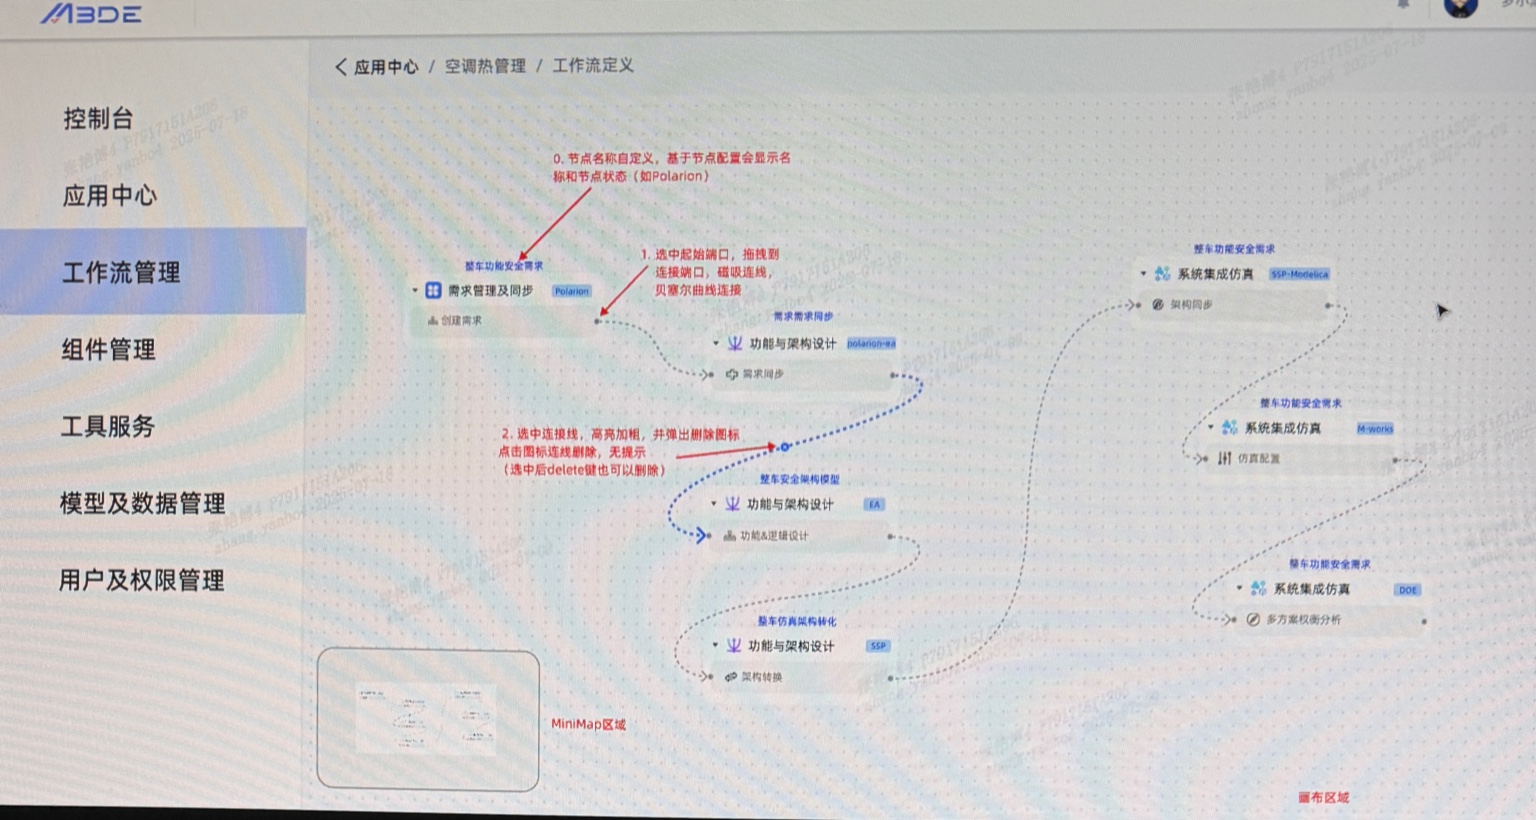 MBDE
应用中心 / 空调热管理 / 工作流定义
控制台
应用中心
工作流管理
组件管理
工具服务
模型及数据管理
用户及权限管理
0. 节点名称自定义，基于节点配置会显示名
称和节点状态（如Polarion）
整车功能安全需求
需求管理及同步 Polarion
创建需求
1. 选中起始端口，拖拽到
连接端口，磁吸连线，
贝塞尔曲线连接
需求需求同步
功能与架构设计 polarion-ea
需求同步
2. 选中连接线，高亮加粗，并弹出删除图标
点击图标连线删除，无提示
（选中后delete键也可以删除）
整车安全架构模型
功能与架构设计 EA
功能&逻辑设计
整车仿真架构转化
功能与架构设计 SSP
架构转换
整车功能安全需求
系统集成仿真 SSP-Modelica
架构同步
整车功能安全需求
系统集成仿真 M-works
仿真配置
整车功能安全需求
系统集成仿真 DOE
多方案权衡分析
MiniMap区域
画布区域